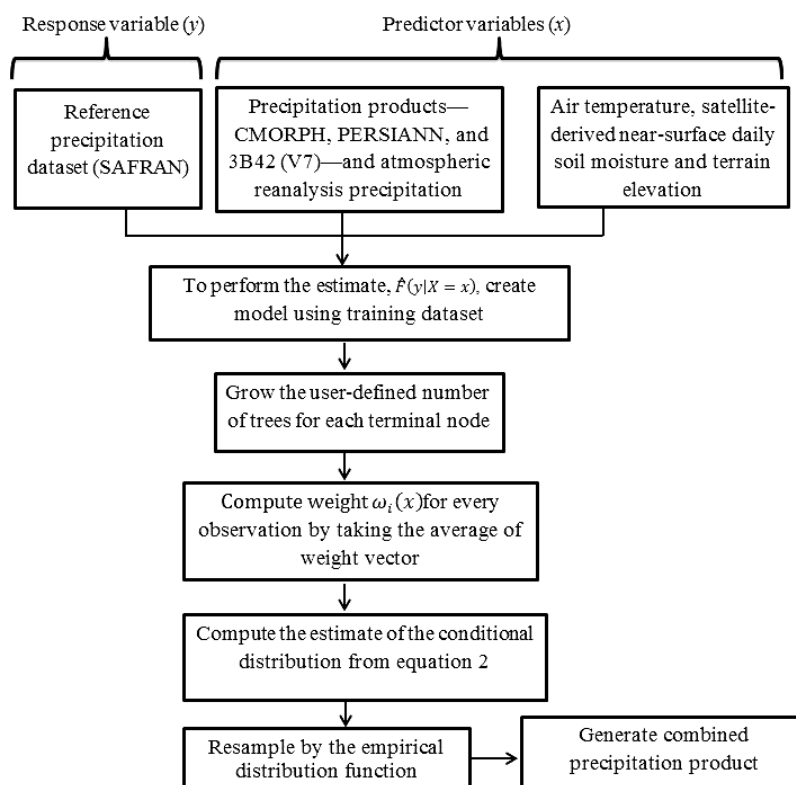 Response variable (y)
Predictor variables (x)
Reference
precipitation
dataset (SAFRAN)
Precipitation products—
CMORPH, PERSIANN, and
3B42 (V7)—and atmospheric
reanalysis precipitation
Air temperature, satellite-
derived near-surface daily
soil moisture and terrain
elevation
To perform the estimate, F̂(y|X = x), create
model using training dataset
Grow the user-defined number
of trees for each terminal node
Compute weight ωᵢ(x)for every
observation by taking the average of
weight vector
Compute the estimate of the conditional
distribution from equation 2
Resample by the empirical
distribution function
Generate combined
precipitation product